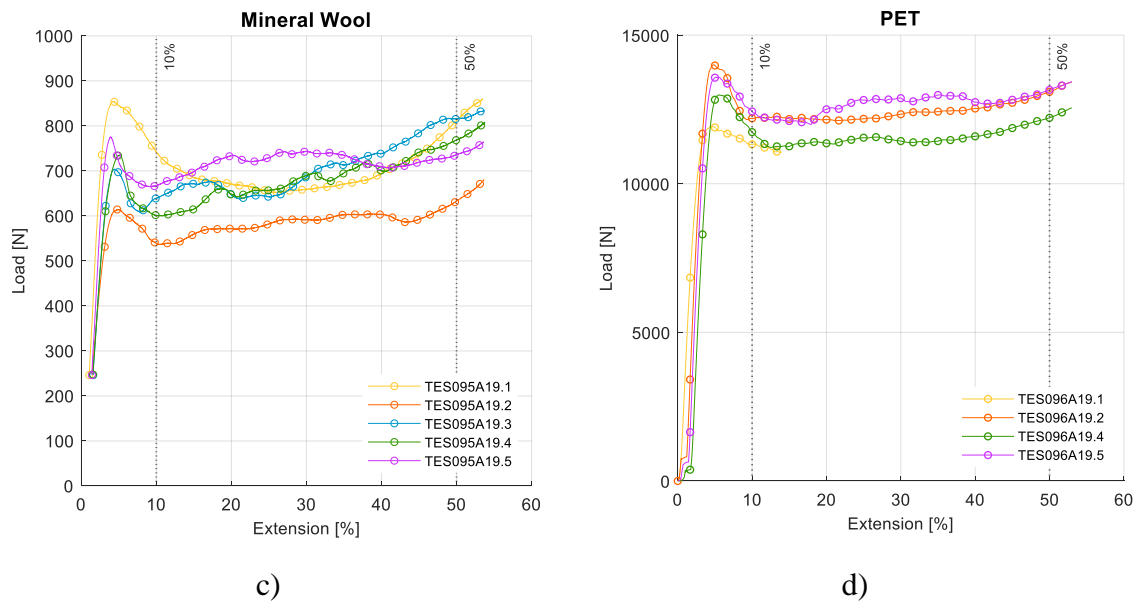 Mineral Wool
1000
900
800
700
600
500
400
300
200
100
0
Load [N]
10%
50%
TES095A19.1
TES095A19.2
TES095A19.3
TES095A19.4
TES095A19.5
0 10 20 30 40 50 60
Extension [%]
c)
PET
15000
10000
5000
0
Load [N]
10%
50%
TES096A19.1
TES096A19.2
TES096A19.4
TES096A19.5
0 10 20 30 40 50 60
Extension [%]
d)